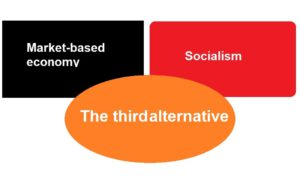 Market-based
economy
Socialism
The thirdalternative